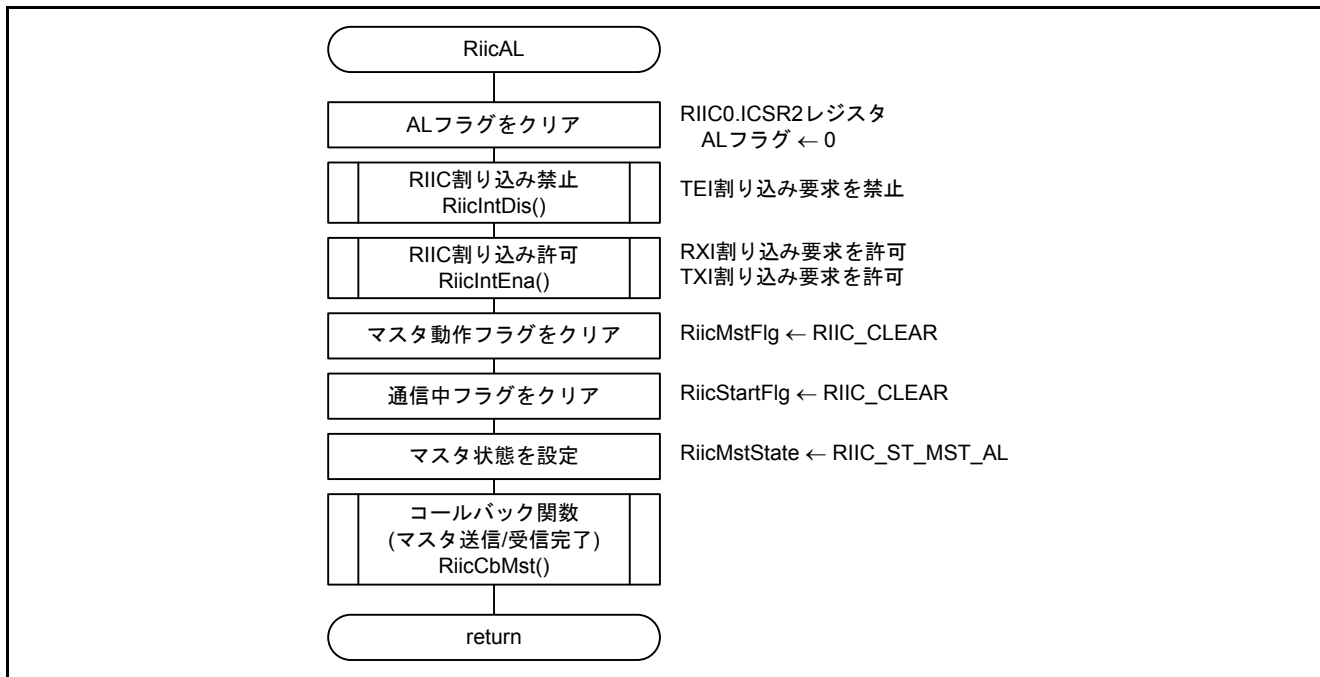 RiicAL
ALフラグをクリア
RIIC0.ICSR2レジスタ
ALフラグ ← 0
RIIC割り込み禁止
RiicIntDis()
TEI割り込み要求を禁止
RIIC割り込み許可
RiicIntEna()
RXI割り込み要求を許可
TXI割り込み要求を許可
マスタ動作フラグをクリア
RiicMstFlg ← RIIC_CLEAR
通信中フラグをクリア
RiicStartFlg ← RIIC_CLEAR
マスタ状態を設定
RiicMstState ← RIIC_ST_MST_AL
コールバック関数
(マスタ送信/受信完了)
RiicCbMst()
return